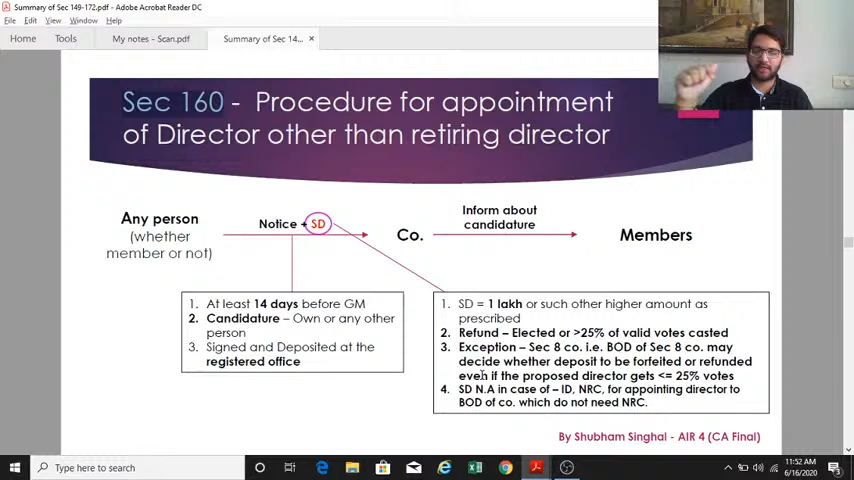 Summary of Sec 149-172.pdf - Adobe Acrobat Reader DC
File Edit View Window Help
Home Tools My notes - Scan.pdf Summary of Sec 14... ×
Sec 160 - Procedure for appointment
of Director other than retiring director
Any person
(whether
member or not)
Notice + SD
Co.
Inform about
candidature
Members
1. At least 14 days before GM
2. Candidature – Own or any other
person
3. Signed and Deposited at the
registered office
1. SD = 1 lakh or such other higher amount as
prescribed
2. Refund – Elected or >25% of valid votes casted
3. Exception – Sec 8 co. i.e. BOD of Sec 8 co. may
decide whether deposit to be forfeited or refunded
even if the proposed director gets <= 25% votes
4. SD N.A in case of – ID, NRC, for appointing director to
BOD of co. which do not need NRC.
By Shubham Singhal - AIR 4 (CA Final)
Type here to search
11:52 AM
6/16/2020